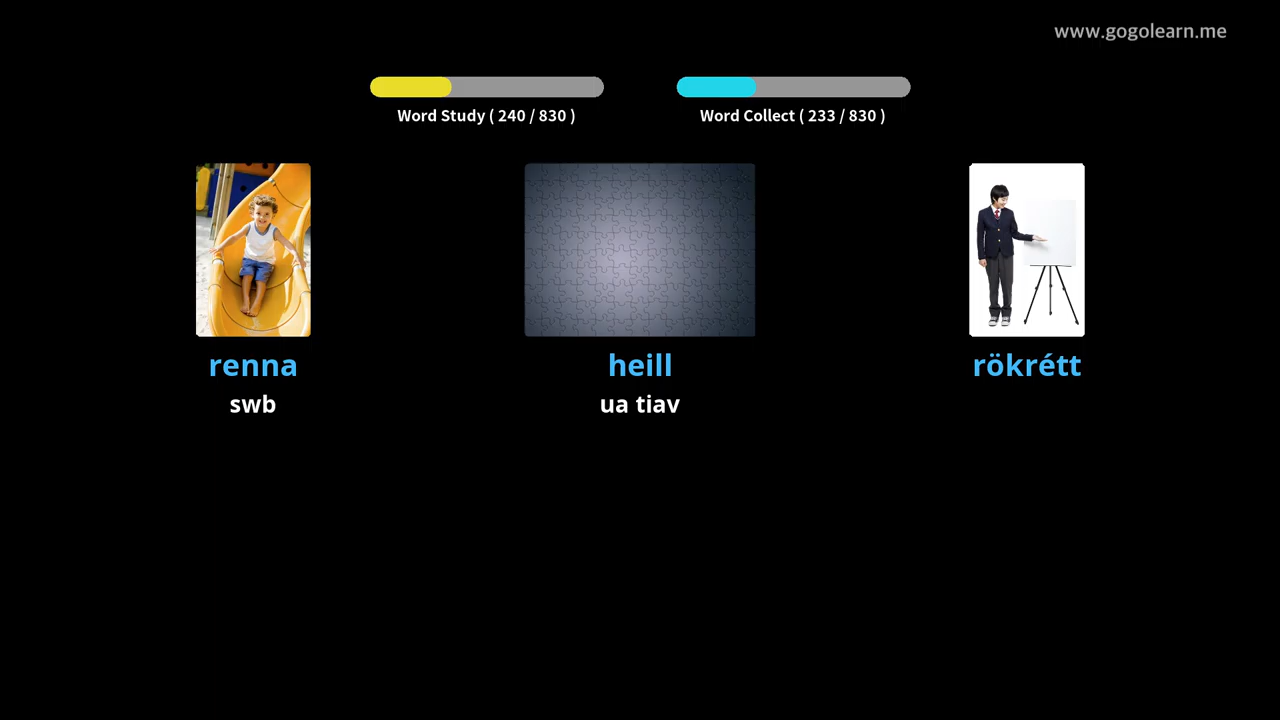 www.gogolearn.me
Word Study ( 240 / 830 )
Word Collect ( 233 / 830 )
renna
heill
rökrétt
swb
ua tiav